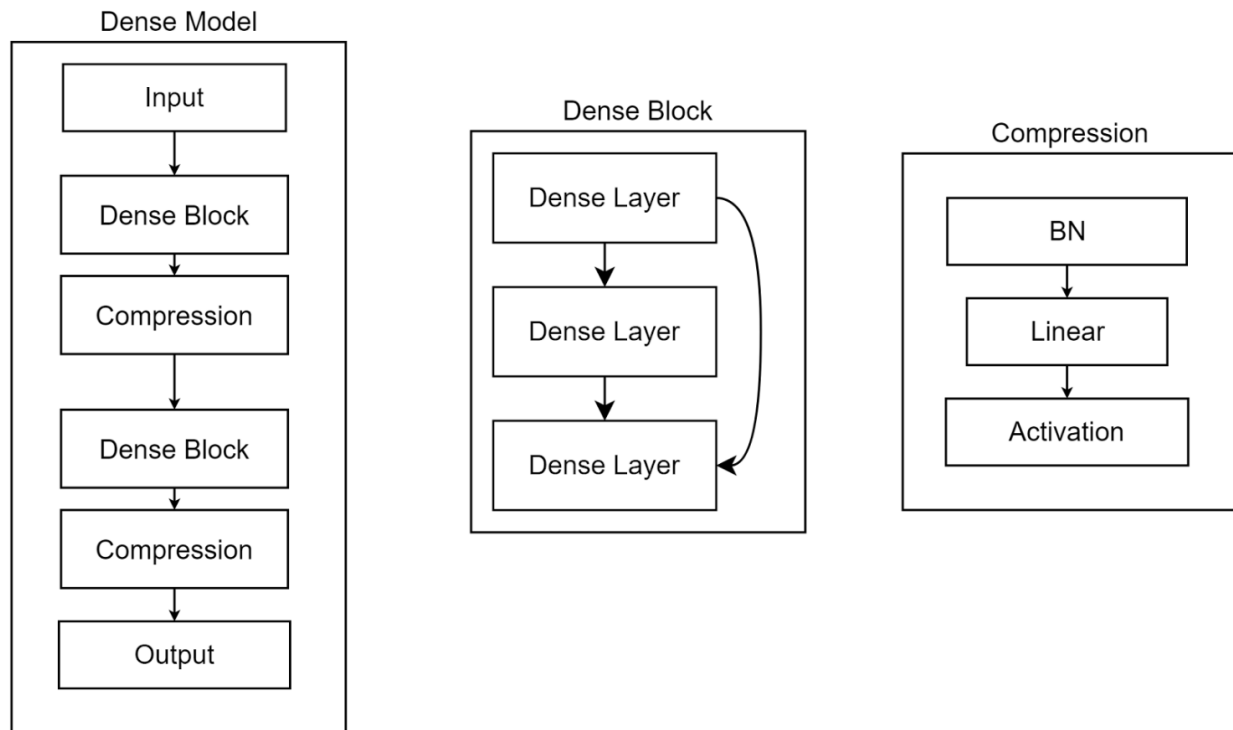 Dense Model
Input
Dense Block
Compression
Dense Block
Compression
Output
Dense Block
Dense Layer
Dense Layer
Dense Layer
Compression
BN
Linear
Activation